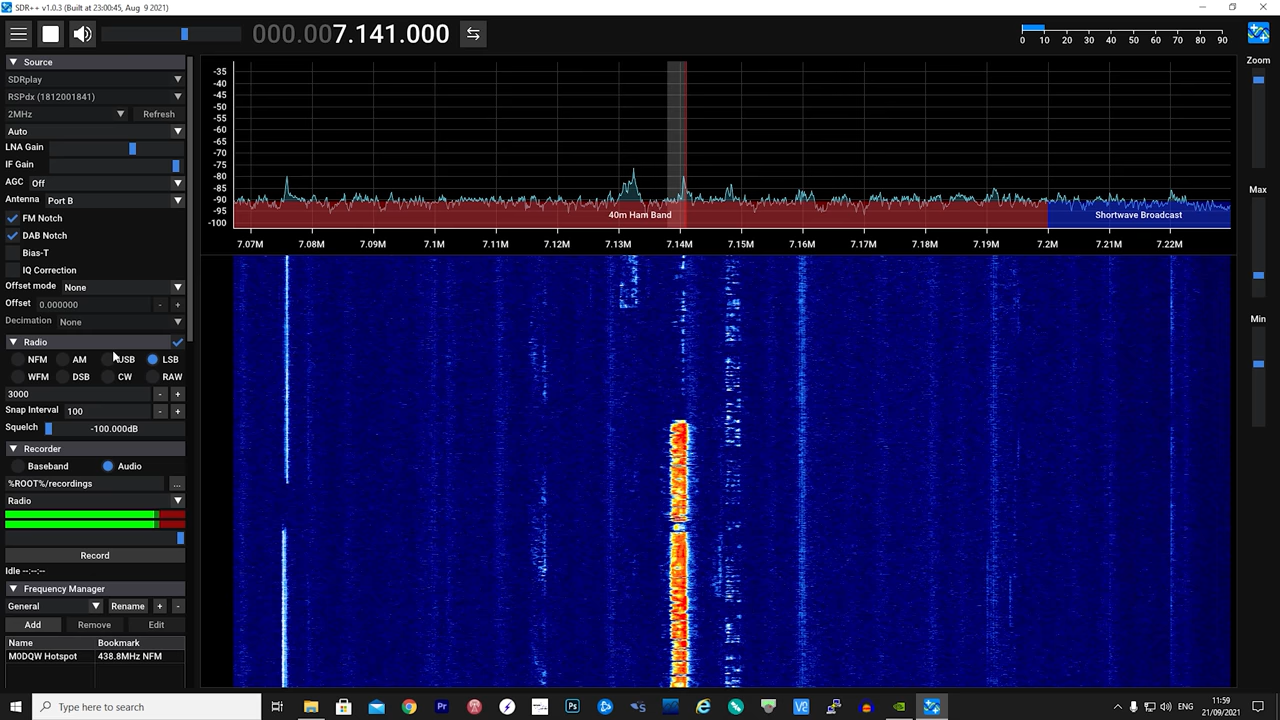 SDR++ v1.0.3 (Built at 23:00:45, Aug 9 2021)
000.007.141.000
0 10 20 30 40 50 60 70 80 90
Source
SDRplay
RSPdx (1812001841)
2MHz Refresh
Auto
LNA Gain
IF Gain
AGC Off
Antenna Port B
FM Notch
DAB Notch
Bias-T
IQ Correction
Offset mode None
Offset 0.000000 - +
Decimation None
Radio
NFM AM USB LSB
WFM DSB CW RAW
3000 - +
Snap Interval 100 - +
Squelch
Recorder
Baseband Audio
%ROOT%/recordings ...
Radio
Record
Idle --:--:--
Frequency Manager
General Rename + -
Add Remove Edit
Name Bookmark
M0DOW Hotspot 438.8MHz NFM
-35
-40
-45
-50
-55
-60
-65
-70
-75
-80
-85
-90
-95
-100
40m Ham Band Shortwave Broadcast
7.07M 7.08M 7.09M 7.1M 7.11M 7.12M 7.13M 7.14M 7.15M 7.16M 7.17M 7.18M 7.19M 7.2M 7.21M 7.22M
Zoom
Max
Min
Type here to search
Pr
Ps
V2
ENG
11:59
21/09/2021